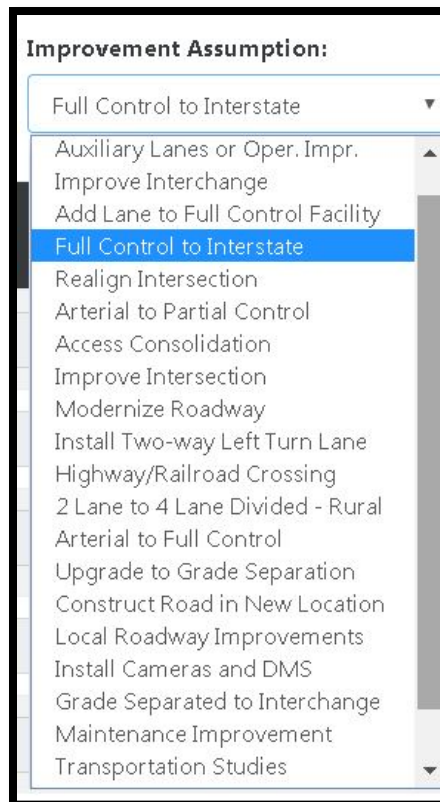 Improvement Assumption:
Full Control to Interstate
Auxiliary Lanes or Oper. Impr.
Improve Interchange
Add Lane to Full Control Facility
Full Control to Interstate
Realign Intersection
Arterial to Partial Control
Access Consolidation
Improve Intersection
Modernize Roadway
Install Two-way Left Turn Lane
Highway/Railroad Crossing
2 Lane to 4 Lane Divided - Rural
Arterial to Full Control
Upgrade to Grade Separation
Construct Road in New Location
Local Roadway Improvements
Install Cameras and DMS
Grade Separated to Interchange
Maintenance Improvement
Transportation Studies